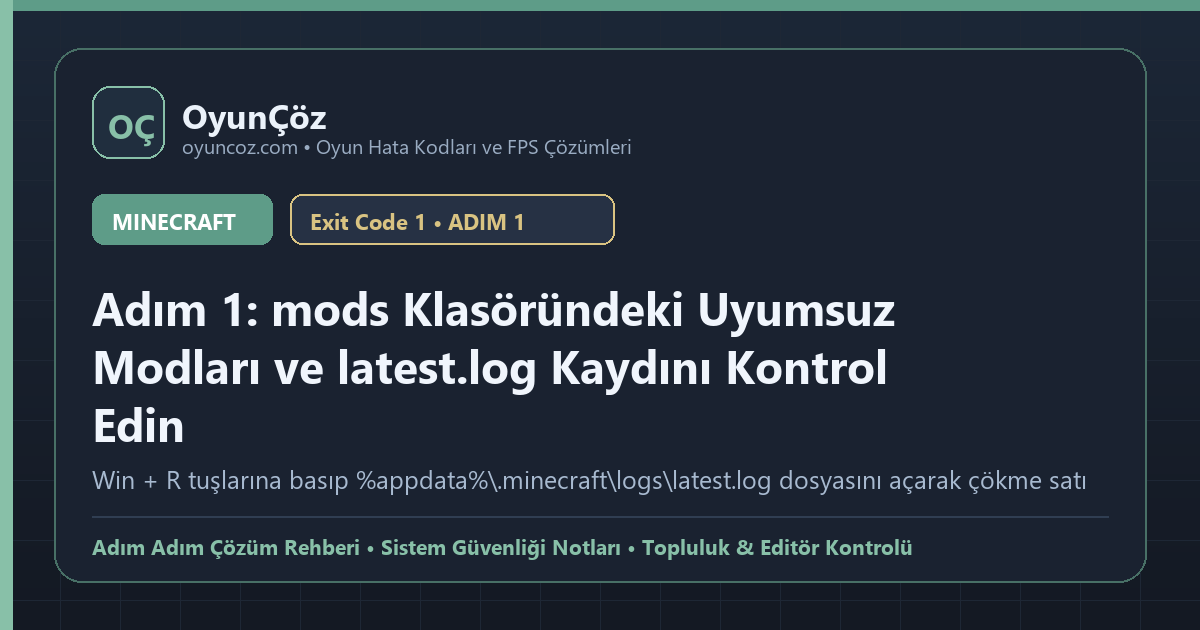 OÇ
OyunÇöz
oyuncoz.com • Oyun Hata Kodları ve FPS Çözümleri
MINECRAFT
Exit Code 1 • ADIM 1
Adım 1: mods Klasöründeki Uyumsuz
Modları ve latest.log Kaydını Kontrol
Edin
Win + R tuşlarına basıp %appdata%\.minecraft\logs\latest.log dosyasını açarak çökme satı
Adım Adım Çözüm Rehberi • Sistem Güvenliği Notları • Topluluk & Editör Kontrolü